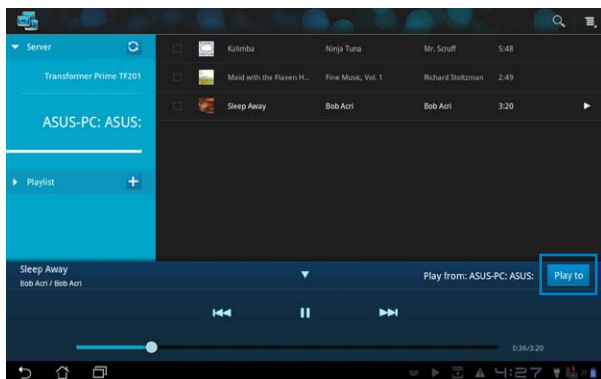 Server
Transformer Prime TF201
ASUS-PC: ASUS:
Playlist
Kalimba Ninja Tuna Mr. Scruff 5:48
Maid with the Flaxen H... Fine Music, Vol. 1 Richard Stoltzman 2:49
Sleep Away Bob Acri Bob Acri 3:20
Sleep Away
Bob Acri / Bob Acri
Play from: ASUS-PC: ASUS:
Play to
0:36/3:20
4:27